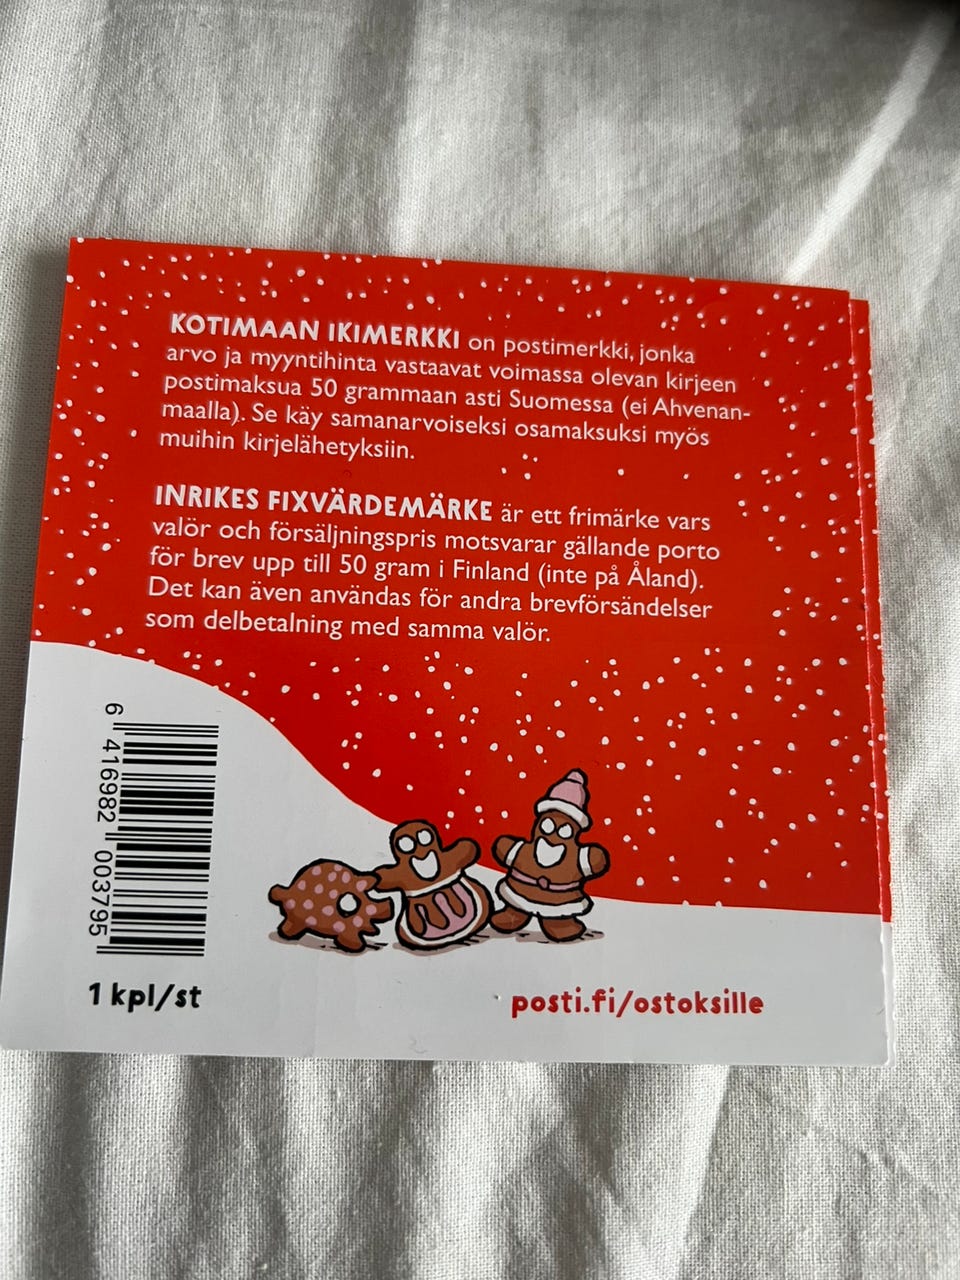 KOTIMAAN IKIMERKKI on postimerkki, jonka
arvo ja myyntihinta vastaavat voimassa olevan kirjeen
postimaksua 50 grammaan asti Suomessa (ei Ahvenan-
maalla). Se käy samanarvoiseksi osamaksuksi myös
muihin kirjelähetyksiin.
INRIKES FIXVÄRDEMÄRKE är ett frimärke vars
valör och försäljningspris motsvarar gällande porto
för brev upp till 50 gram i Finland (inte på Åland).
Det kan även användas för andra brevförsändelser
som delbetalning med samma valör.
6 416982 003795
1 kpl/st
posti.fi/ostoksille